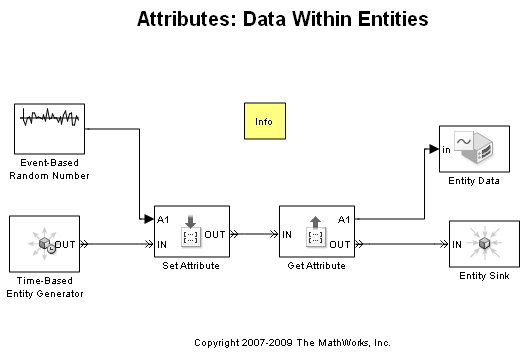 Attributes: Data Within Entities
Info
Event-Based
Random Number
in
Entity Data
A1
IN
OUT
Set Attribute
IN
A1
OUT
Get Attribute
OUT
Time-Based
Entity Generator
IN
Entity Sink
Copyright 2007-2009 The MathWorks, Inc.